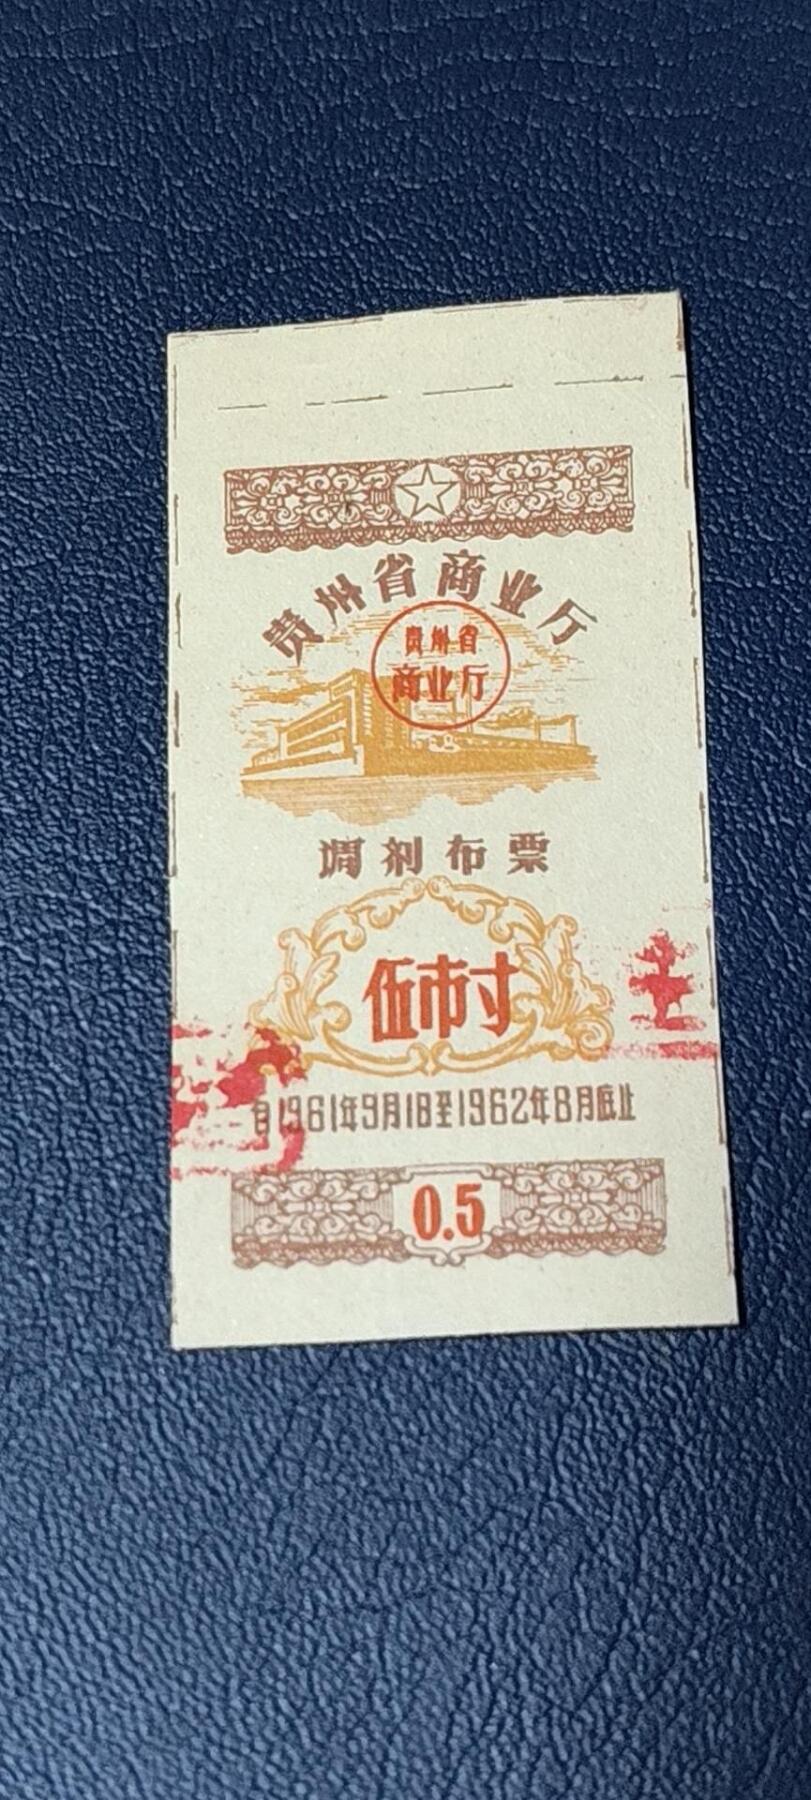 贵州省商业厅
贵州省
商业厅
调剂布票
伍市寸
自1961年9月1日至1962年8月底止
0.5